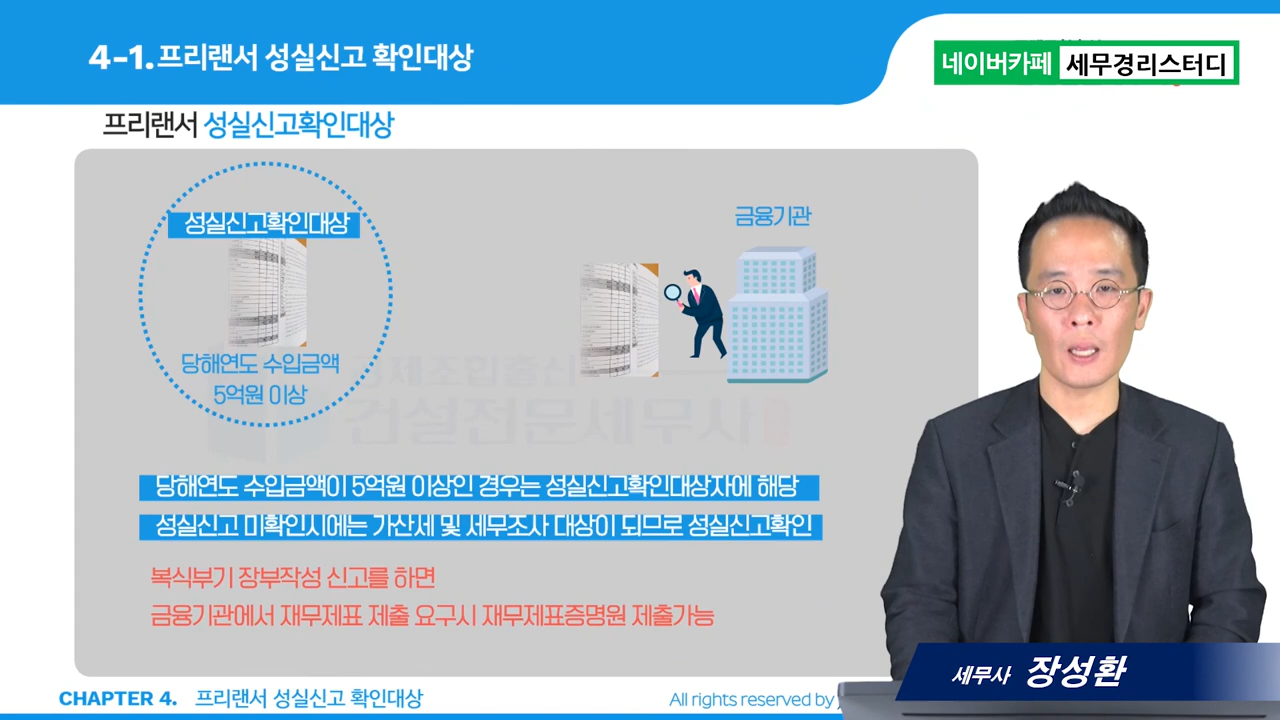 4-1.프리랜서 성실신고 확인대상
네이버카페 세무경리스터디
프리랜서 성실신고확인대상
성실신고확인대상
금융기관
당해연도 수입금액
5억원 이상
경제조합출신
건설전문세무사
당해연도 수입금액이 5억원 이상인 경우는 성실신고확인대상자에 해당
성실신고 미확인시에는 가산세 및 세무조사 대상이 되므로 성실신고확인
복식부기 장부작성 신고를 하면
금융기관에서 재무제표 제출 요구시 재무제표증명원 제출가능
세무사 장성환
CHAPTER 4. 프리랜서 성실신고 확인대상
All rights reserved by